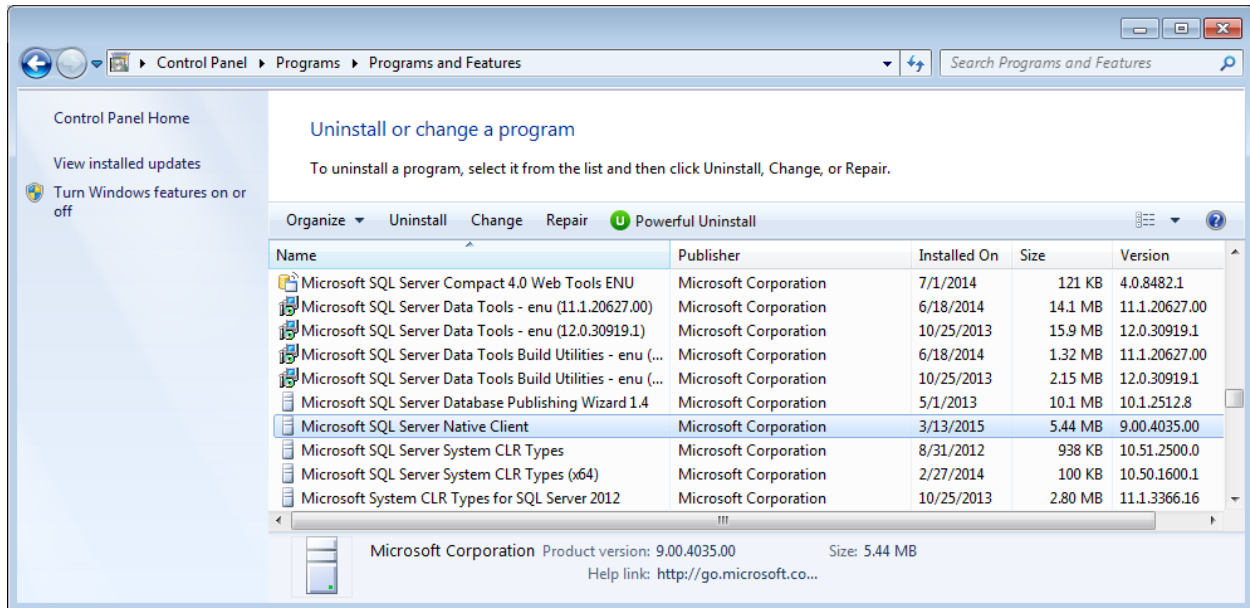 Control Panel Programs Programs and Features Search Programs and Features
Control Panel Home
View installed updates
Turn Windows features on or
off
Uninstall or change a program
To uninstall a program, select it from the list and then click Uninstall, Change, or Repair.
Organize Uninstall Change Repair U Powerful Uninstall ?
Name Publisher Installed On Size Version
Microsoft SQL Server Compact 4.0 Web Tools ENU Microsoft Corporation 7/1/2014 121 KB 4.0.8482.1
Microsoft SQL Server Data Tools - enu (11.1.20627.00) Microsoft Corporation 6/18/2014 14.1 MB 11.1.20627.00
Microsoft SQL Server Data Tools - enu (12.0.30919.1) Microsoft Corporation 10/25/2013 15.9 MB 12.0.30919.1
Microsoft SQL Server Data Tools Build Utilities - enu (... Microsoft Corporation 6/18/2014 1.32 MB 11.1.20627.00
Microsoft SQL Server Data Tools Build Utilities - enu (... Microsoft Corporation 10/25/2013 2.15 MB 12.0.30919.1
Microsoft SQL Server Database Publishing Wizard 1.4 Microsoft Corporation 5/1/2013 10.1 MB 10.1.2512.8
Microsoft SQL Server Native Client Microsoft Corporation 3/13/2015 5.44 MB 9.00.4035.00
Microsoft SQL Server System CLR Types Microsoft Corporation 8/31/2012 938 KB 10.51.2500.0
Microsoft SQL Server System CLR Types (x64) Microsoft Corporation 2/27/2014 100 KB 10.50.1600.1
Microsoft System CLR Types for SQL Server 2012 Microsoft Corporation 10/25/2013 2.80 MB 11.1.3366.16
Microsoft Corporation Product version: 9.00.4035.00 Size: 5.44 MB
Help link: http://go.microsoft.co...